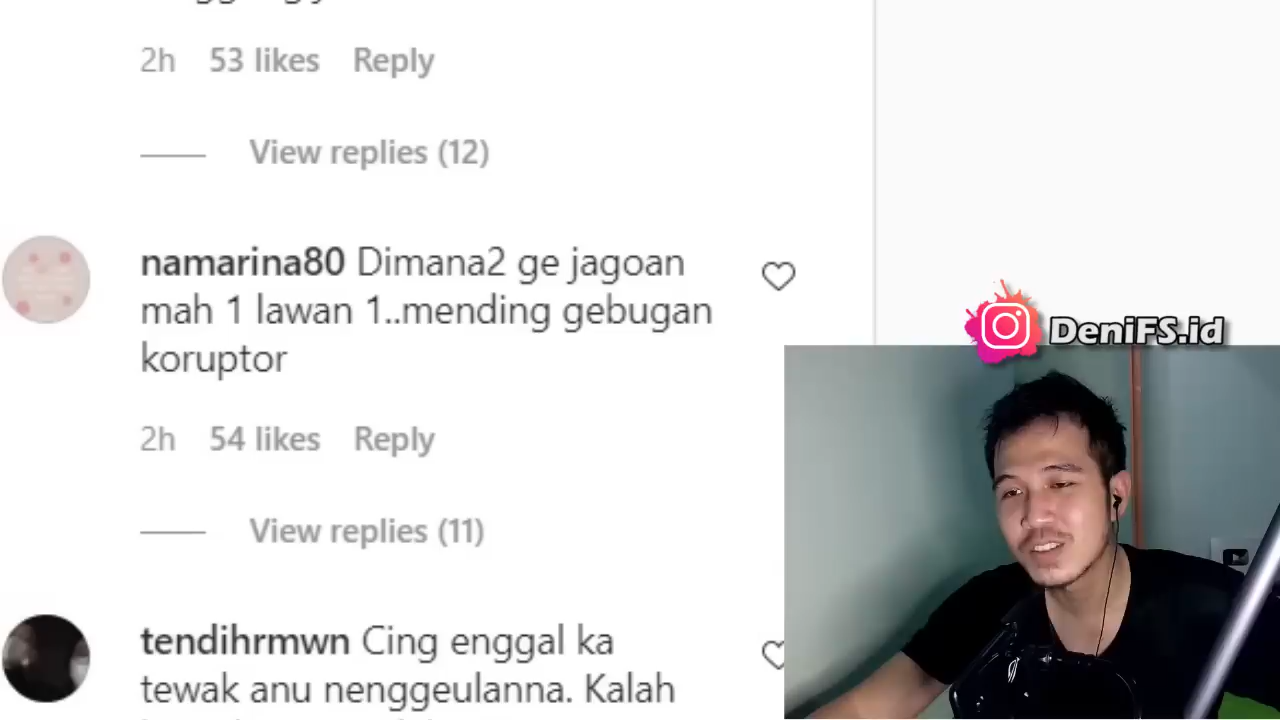 2h 53 likes Reply
View replies (12)
namarina80 Dimana2 ge jagoan
mah 1 lawan 1..mending gebugan
koruptor
2h 54 likes Reply
View replies (11)
DeniFS.id
tendihrmwn Cing enggal ka
tewak anu nenggeulanna. Kalah